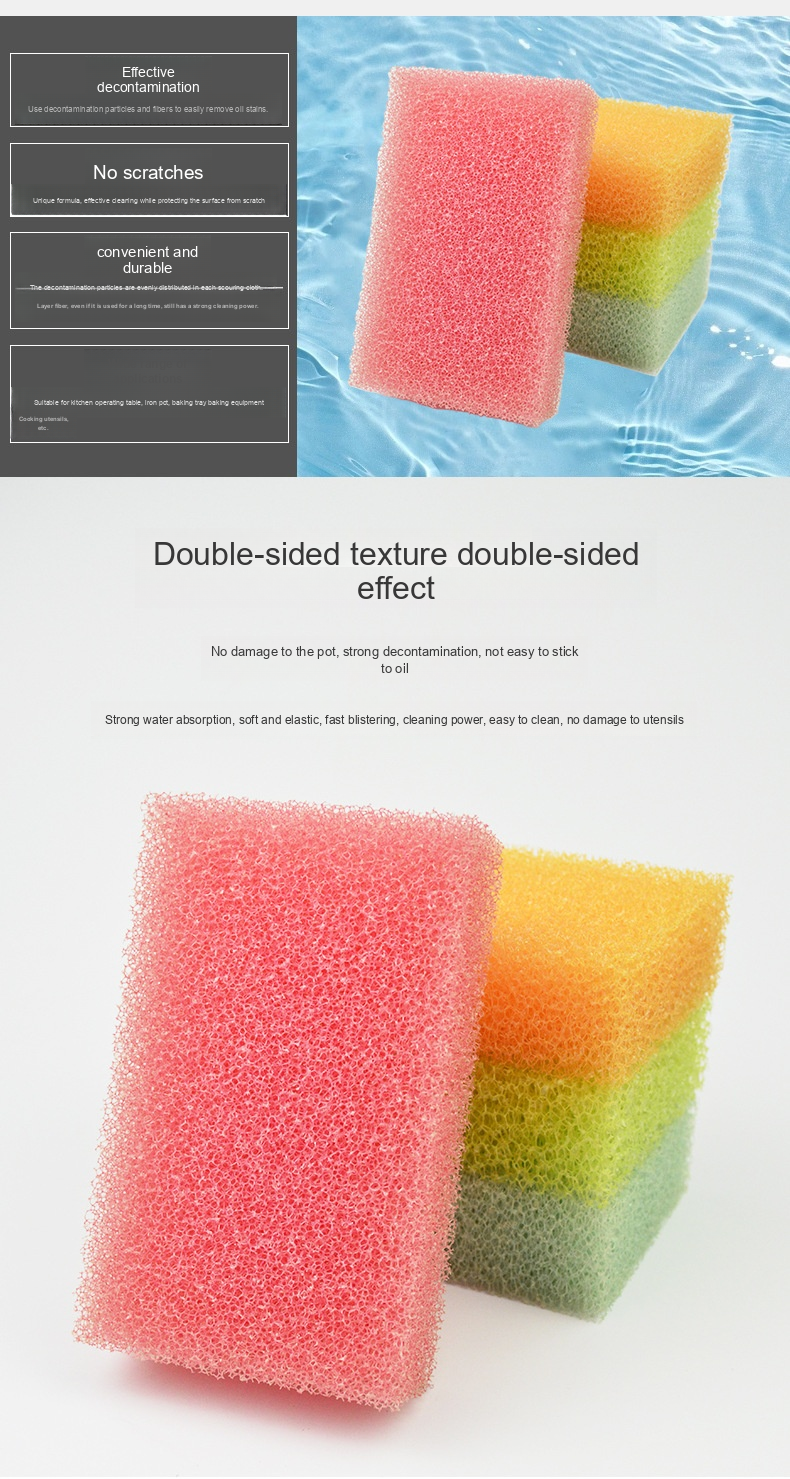 Effective
decontamination
Use decontamination particles and fibers to easily remove oil stains.
No scratches
Unique formula, effective cleaning while protecting the surface from scratch
convenient and
durable
The decontamination particles are evenly distributed in each scouring cloth.
Layer fiber, even if it is used for a long time, still has a strong cleaning power.
Suitable for kitchen operating table, iron pot, baking tray baking equipment
Cooking utensils,
etc.
Double-sided texture double-sided
effect
No damage to the pot, strong decontamination, not easy to stick
to oil
Strong water absorption, soft and elastic, fast blistering, cleaning power, easy to clean, no damage to utensils